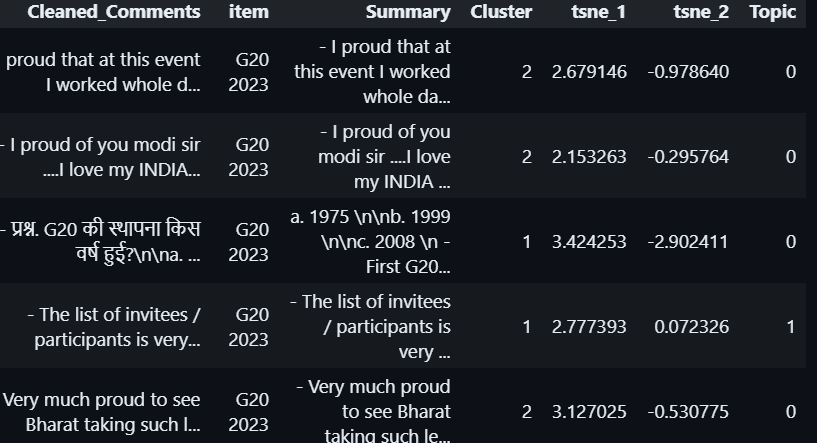 Cleaned_Comments item Summary Cluster tsne_1 tsne_2 Topic
proud that at this event I worked whole d... G20 2023 - I proud that at this event I worked whole da... 2 2.679146 -0.978640 0
- I proud of you modi sir ....I love my INDIA... G20 2023 - I proud of you modi sir ....I love my INDIA ... 2 2.153263 -0.295764 0
- प्रश्न. G20 की स्थापना किस वर्ष हुई?\n\na. ... G20 2023 a. 1975 \n\nb. 1999 \n\nc. 2008 \n - First G20... 1 3.424253 -2.902411 0
- The list of invitees / participants is very... G20 2023 - The list of invitees / participants is very ... 1 2.777393 0.072326 1
Very much proud to see Bharat taking such l... G20 2023 - Very much proud to see Bharat taking such le... 2 3.127025 -0.530775 0